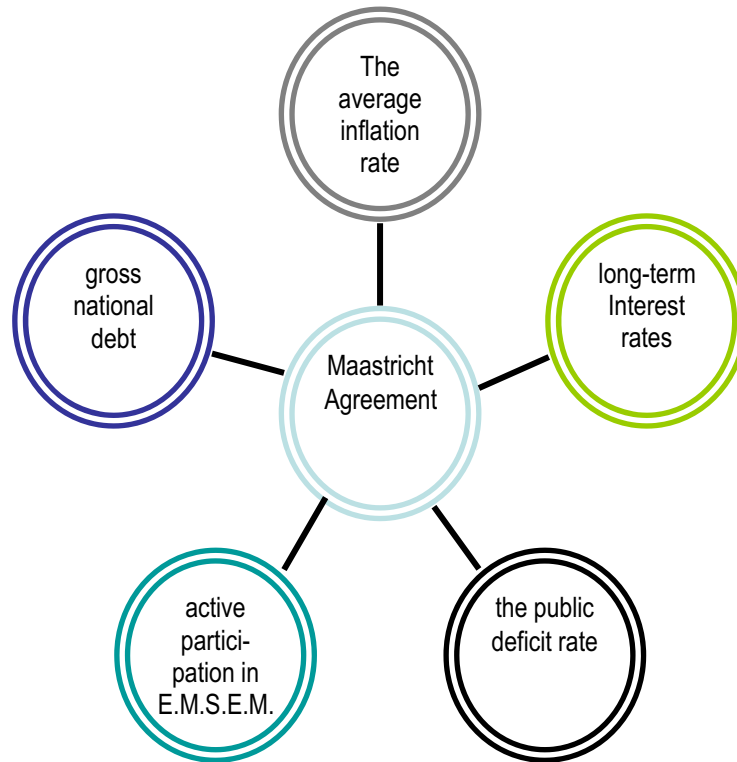 The
average
inflation
rate
gross
national
debt
long-term
Interest
rates
Maastricht
Agreement
active
partici-
pation in
E.M.S.E.M.
the public
deficit rate